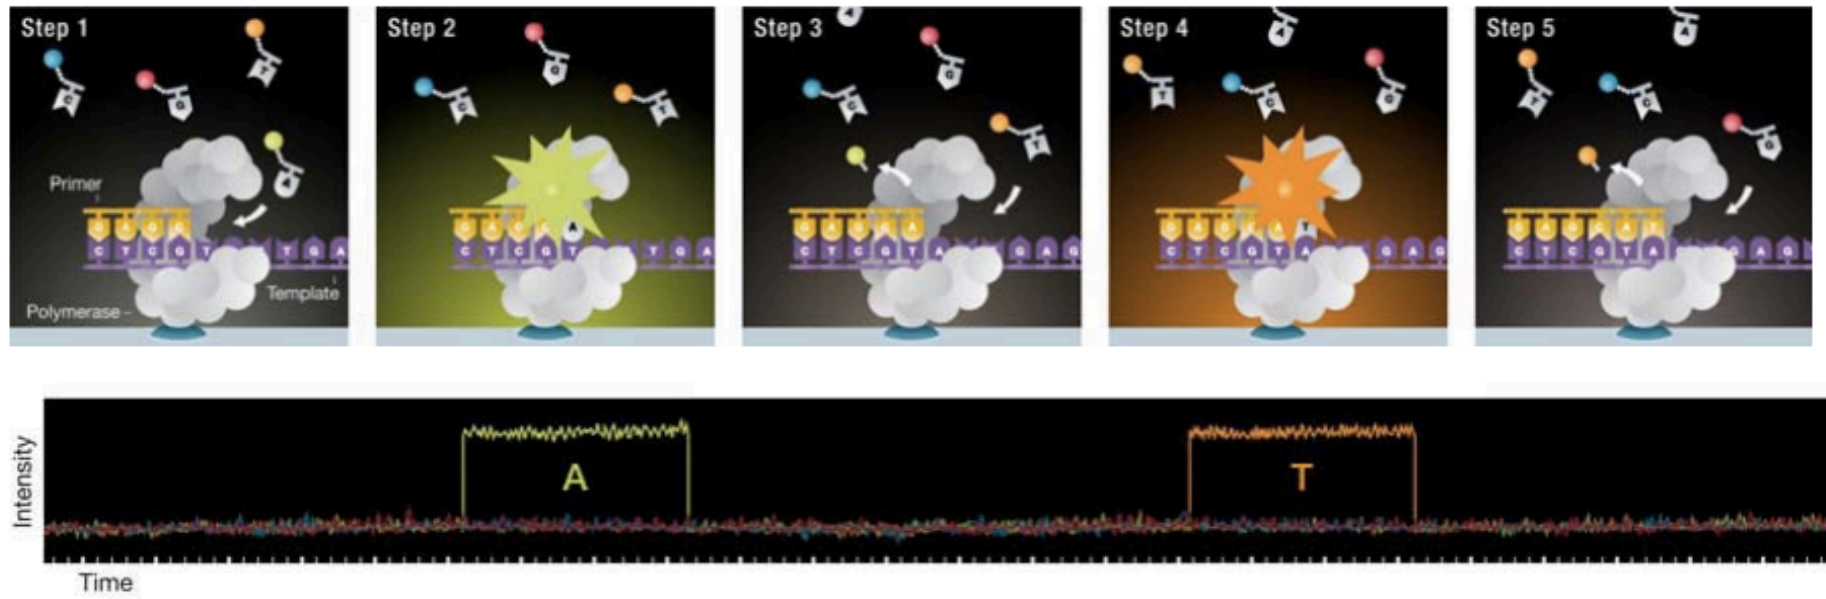 Step 1
Step 2
Step 3
Step 4
Step 5
C
G
T
A
Primer
G A G C
C T C G T T G A
Template
Polymerase
C
G
T
G A G C A
C T C G T T G A
A
C
G
T
G A G C A
C T C G T A G A G
A
T
C
G
G A G C A T
C T C G T A G A G
A
T
C
G
G A G C A T
C T C G T A A G
Intensity
A
T
Time